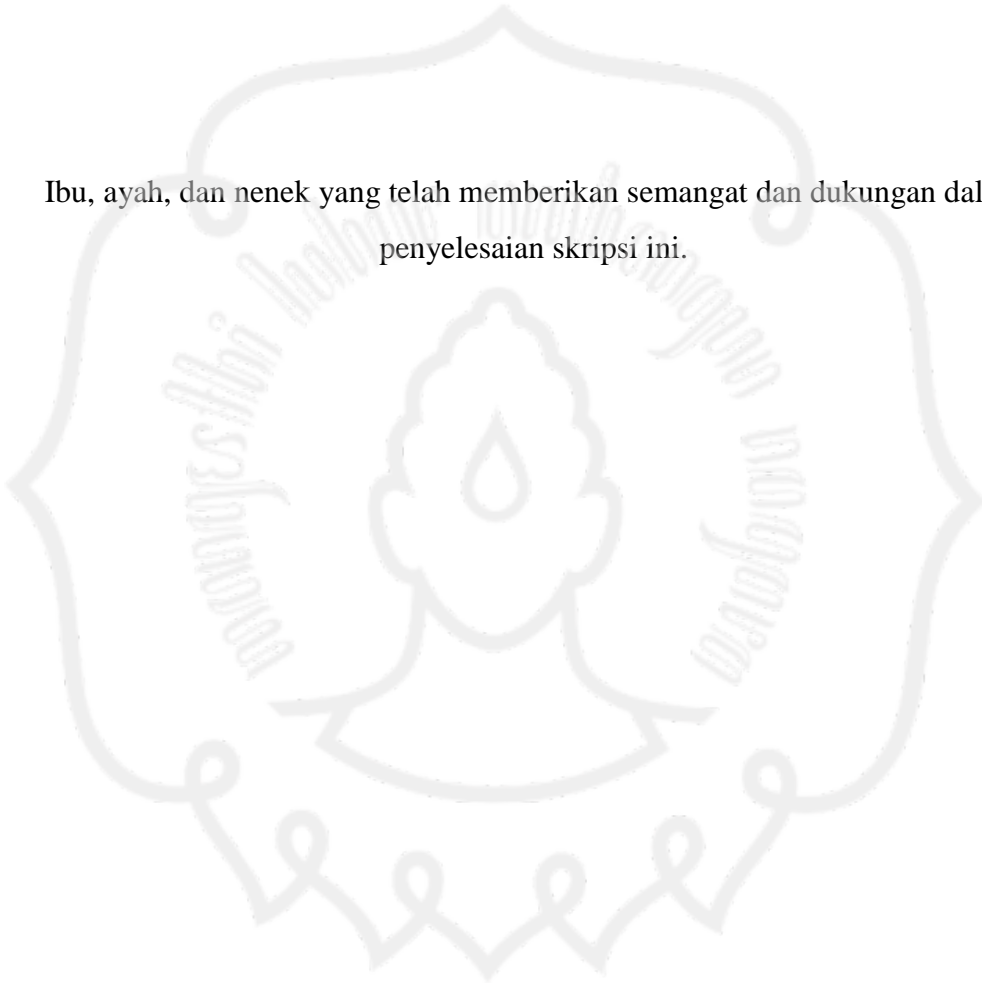 Ibu, ayah, dan nenek yang telah memberikan semangat dan dukungan dal
penyelesaian skripsi ini.